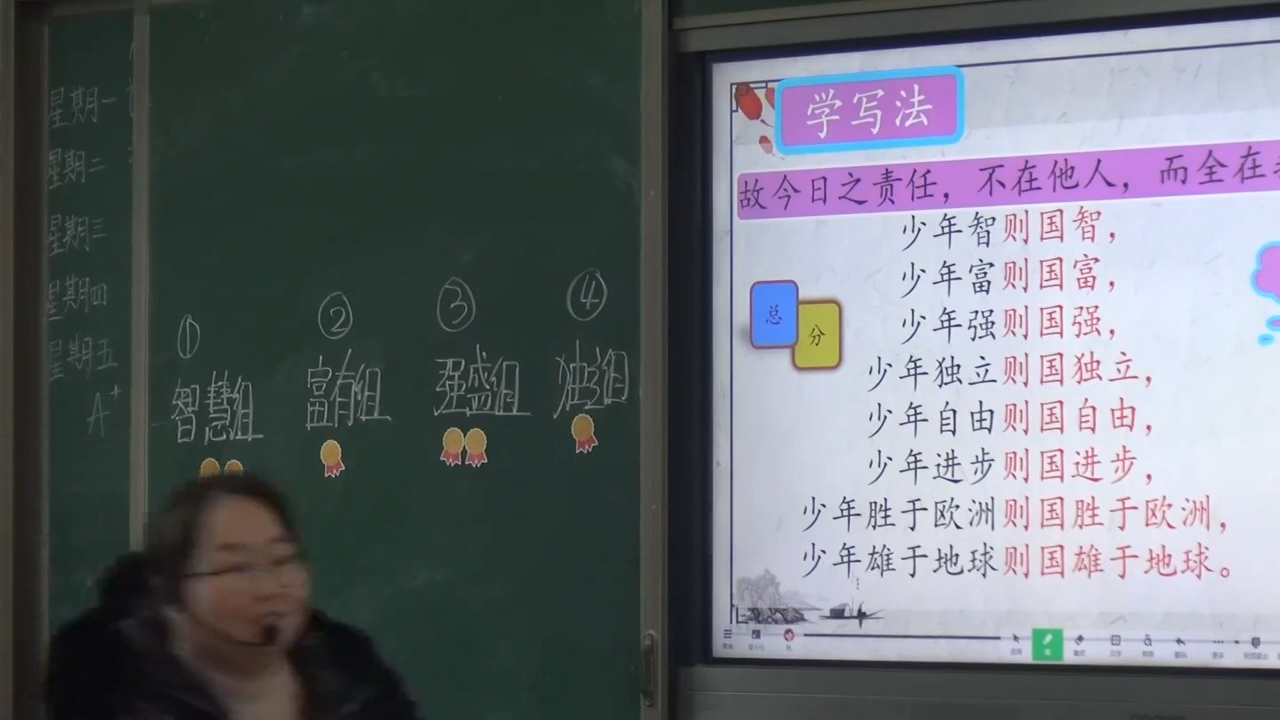 星期一
星期二
星期三
星期四
星期五
A+
① ② ③ ④
智慧组 富有组 强盛组 独立组
学写法
故今日之责任，不在他人，而全在
少年智则国智，
少年富则国富，
少年强则国强，
总 分
少年独立则国独立，
少年自由则国自由，
少年进步则国进步，
少年胜于欧洲则国胜于欧洲，
少年雄于地球则国雄于地球。